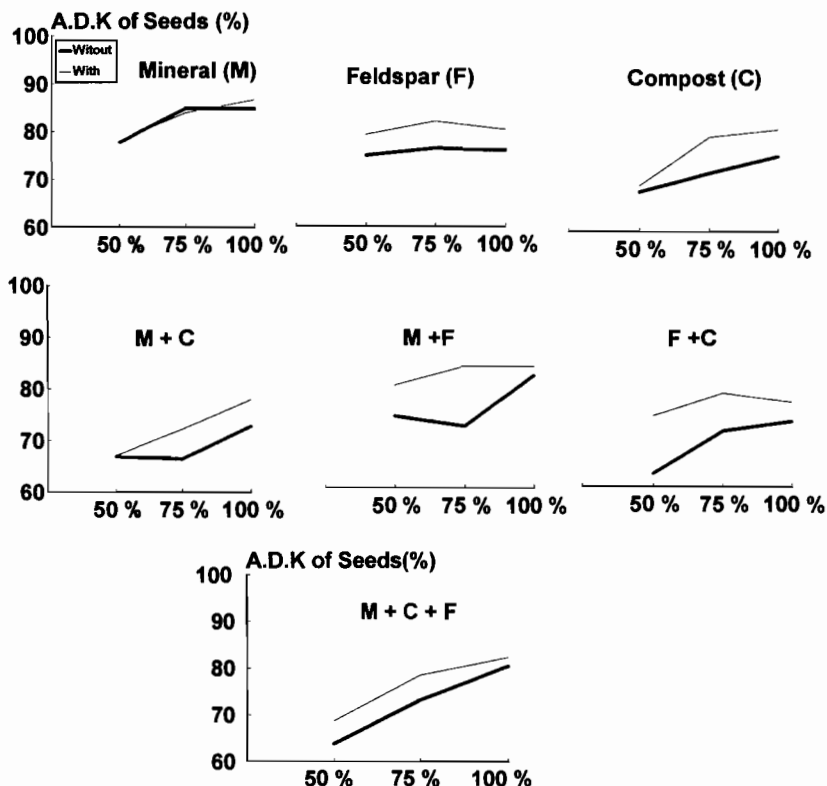 A.D.K of Seeds (%)
100
90
80
70
60
Witout
With
Mineral (M)
50 % 75 % 100 %
Feldspar (F)
50 % 75 % 100 %
Compost (C)
50 % 75 % 100 %
100
90
80
70
60
M + C
50 % 75 % 100 %
M +F
50 % 75 % 100 %
F +C
50 % 75 % 100 %
A.D.K of Seeds(%)
100
90
80
70
60
M + C + F
50 % 75 % 100 %